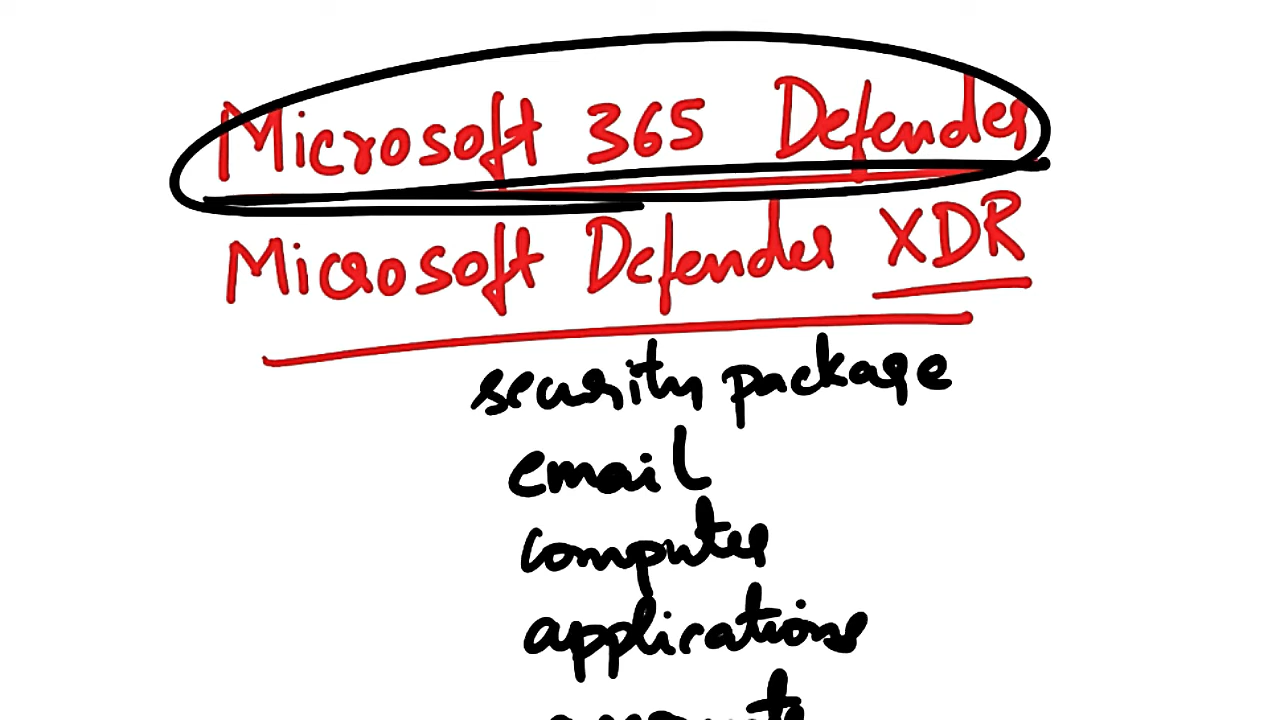 Microsoft 365 Defender
Microsoft Defender XDR
security package
email
computer
applications